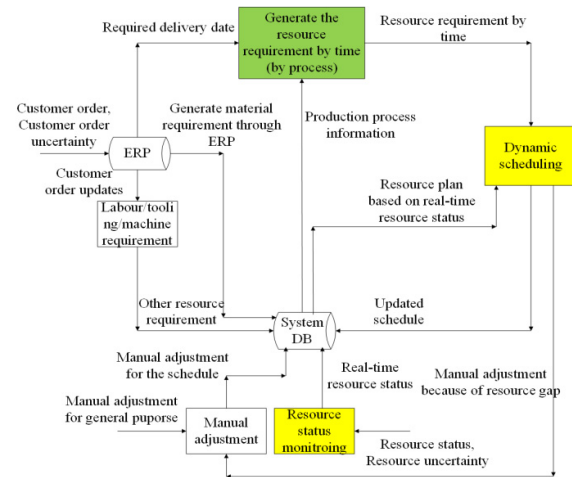 Required delivery date
Generate the
resource
requirement by time
(by process)
Resource requirement by
time
Customer order,
Customer order
uncertainty
Generate material
requirement through
ERP
Production process
information
ERP
Dynamic
scheduling
Customer
order updates
Resource plan
based on real-time
resource status
Labour/tooli
ng/machine
requirement
Other resource
requirement
System
DB
Updated
schedule
Manual adjustment
for the schedule
Real-time
resource status
Manual adjustment
because of resource gap
Manual adjustment
for general puporse
Manual
adjustment
Resource
status
monitroing
Resource status,
Resource uncertainty